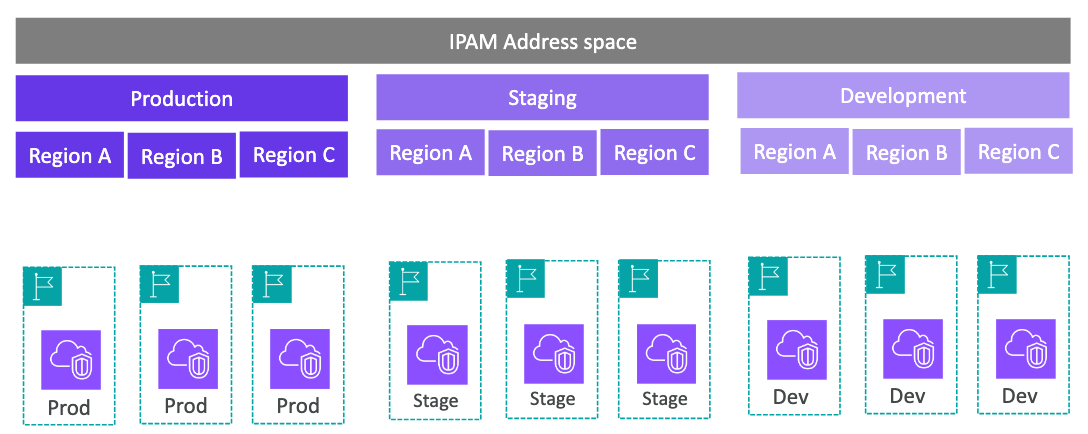 IPAM Address space
Production
Staging
Development
Region A
Region B
Region C
Region A
Region B
Region C
Region A
Region B
Region C
Prod
Prod
Prod
Stage
Stage
Stage
Dev
Dev
Dev